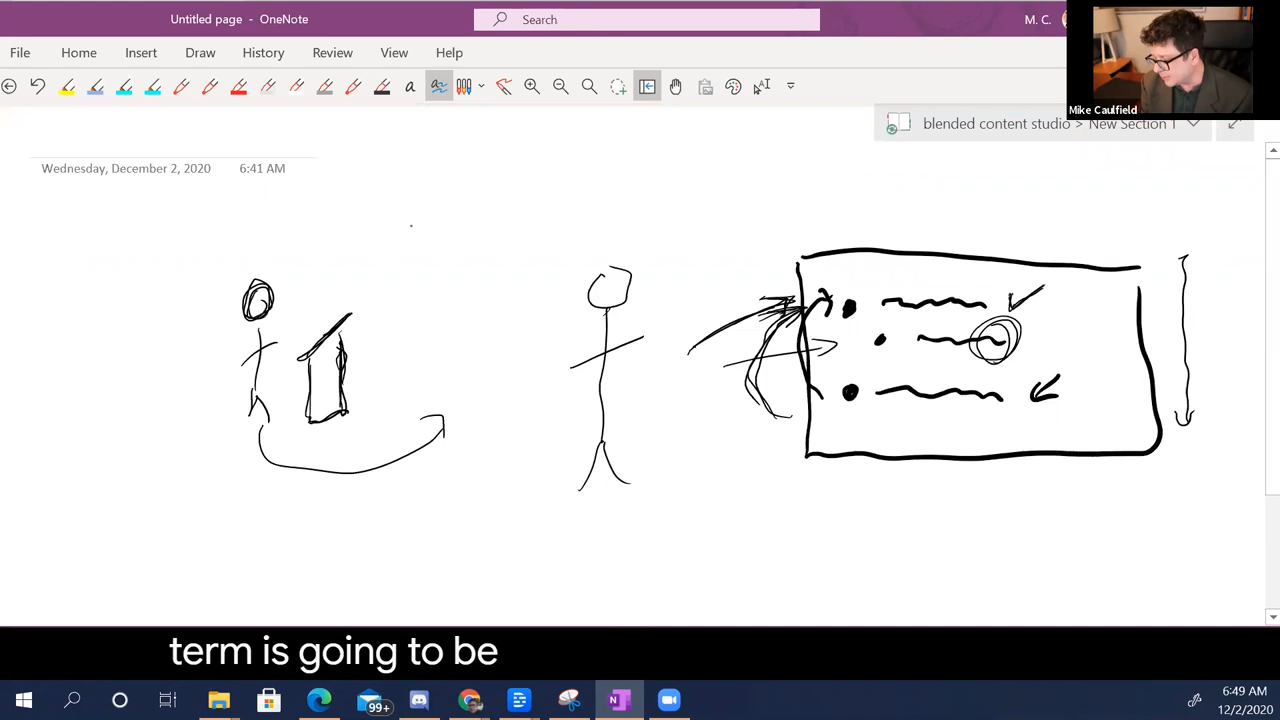 Untitled page - OneNote
Search
M. C.
File Home Insert Draw History Review View Help
a
Mike Caulfield
blended content studio > New Section 1
Wednesday, December 2, 2020 6:41 AM
term is going to be
99+
6:49 AM
12/2/2020